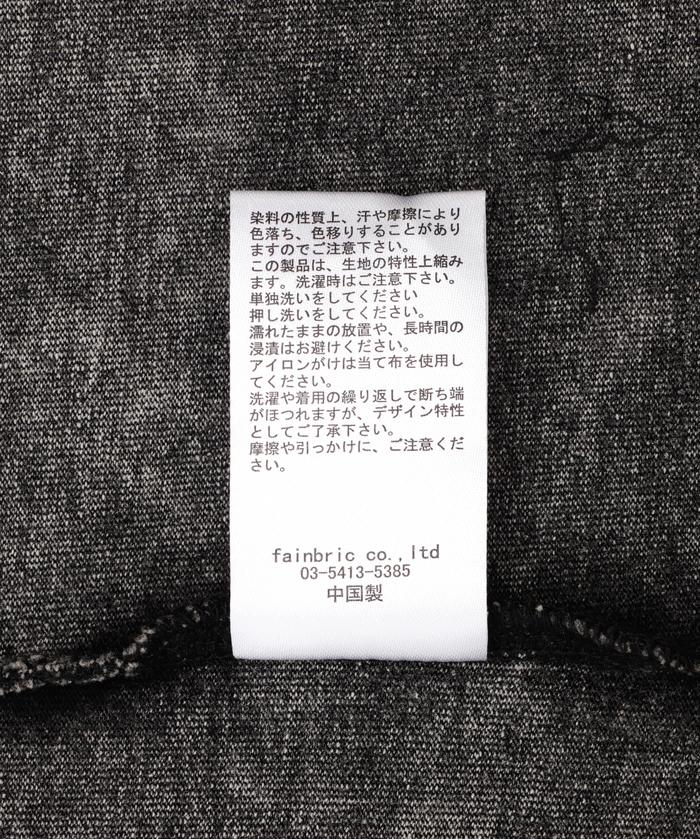 染料の性質上、汗や摩擦により
色落ち、色移りすることがあり
ますのでご注意下さい。
この製品は、生地の特性上縮み
ます。洗濯時はご注意下さい。
単独洗いをしてください
押し洗いをしてください。
濡れたままの放置や、長時間の
浸漬はお避けください。
アイロンがけは当て布を使用し
てください。
洗濯や着用の繰り返しで断ち端
がほつれますが、デザイン特性
としてご了承下さい。
摩擦や引っかけに、ご注意くだ
さい。
fainbric co.,ltd
03-5413-5385
中国製